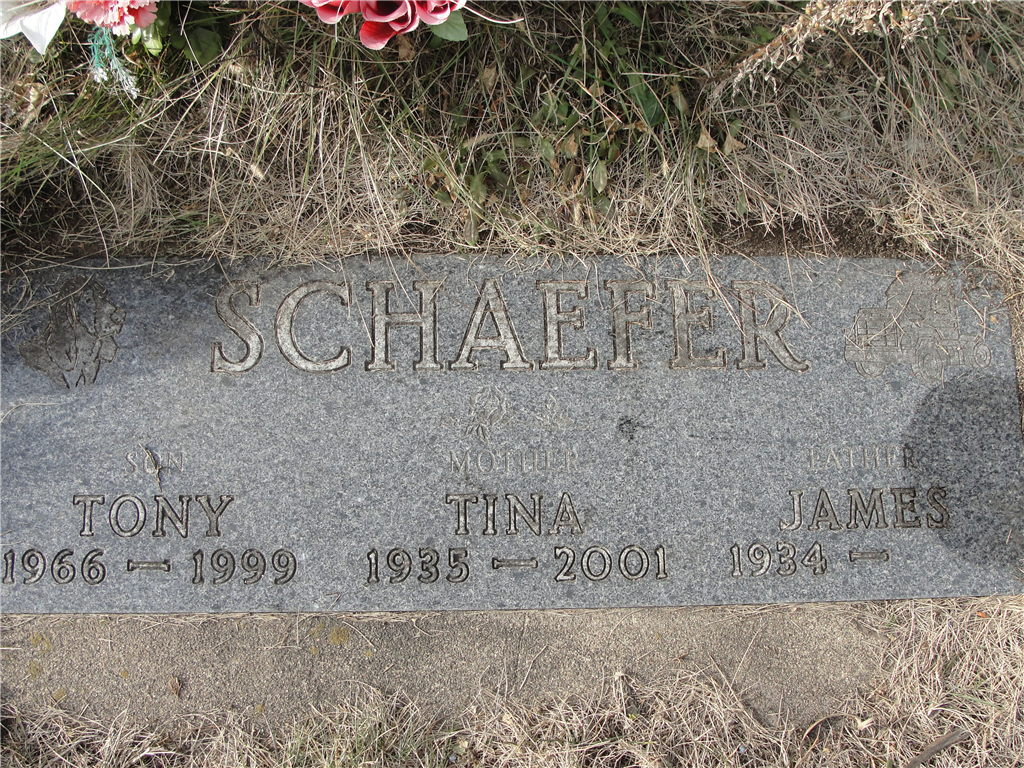 SCHAEFER
SON MOTHER FATHER
TONY TINA JAMES
1966 – 1999 1935 – 2001 1934 –